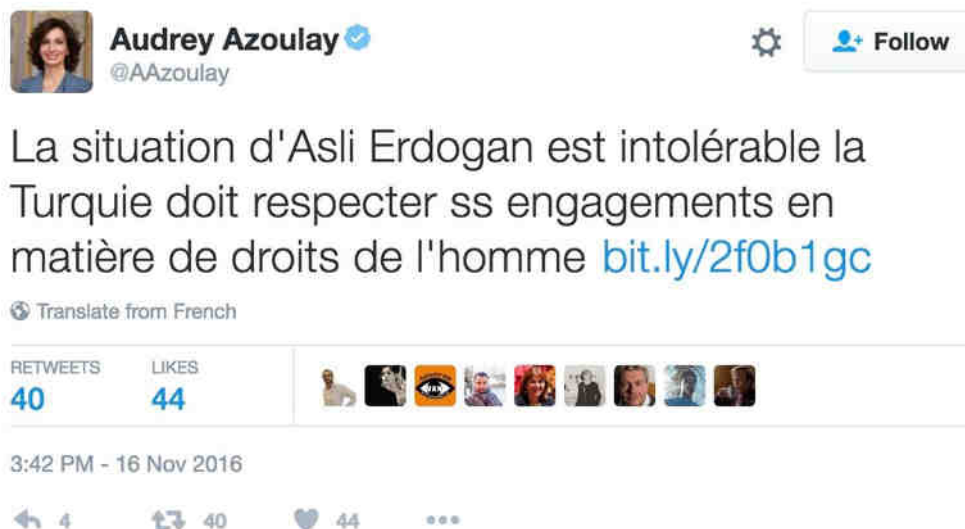 Audrey Azoulay
@AAzoulay
Follow
La situation d'Asli Erdogan est intolérable la
Turquie doit respecter ss engagements en
matière de droits de l'homme bit.ly/2f0b1gc
Translate from French
RETWEETS LIKES
40 44
3:42 PM - 16 Nov 2016
4 40 44